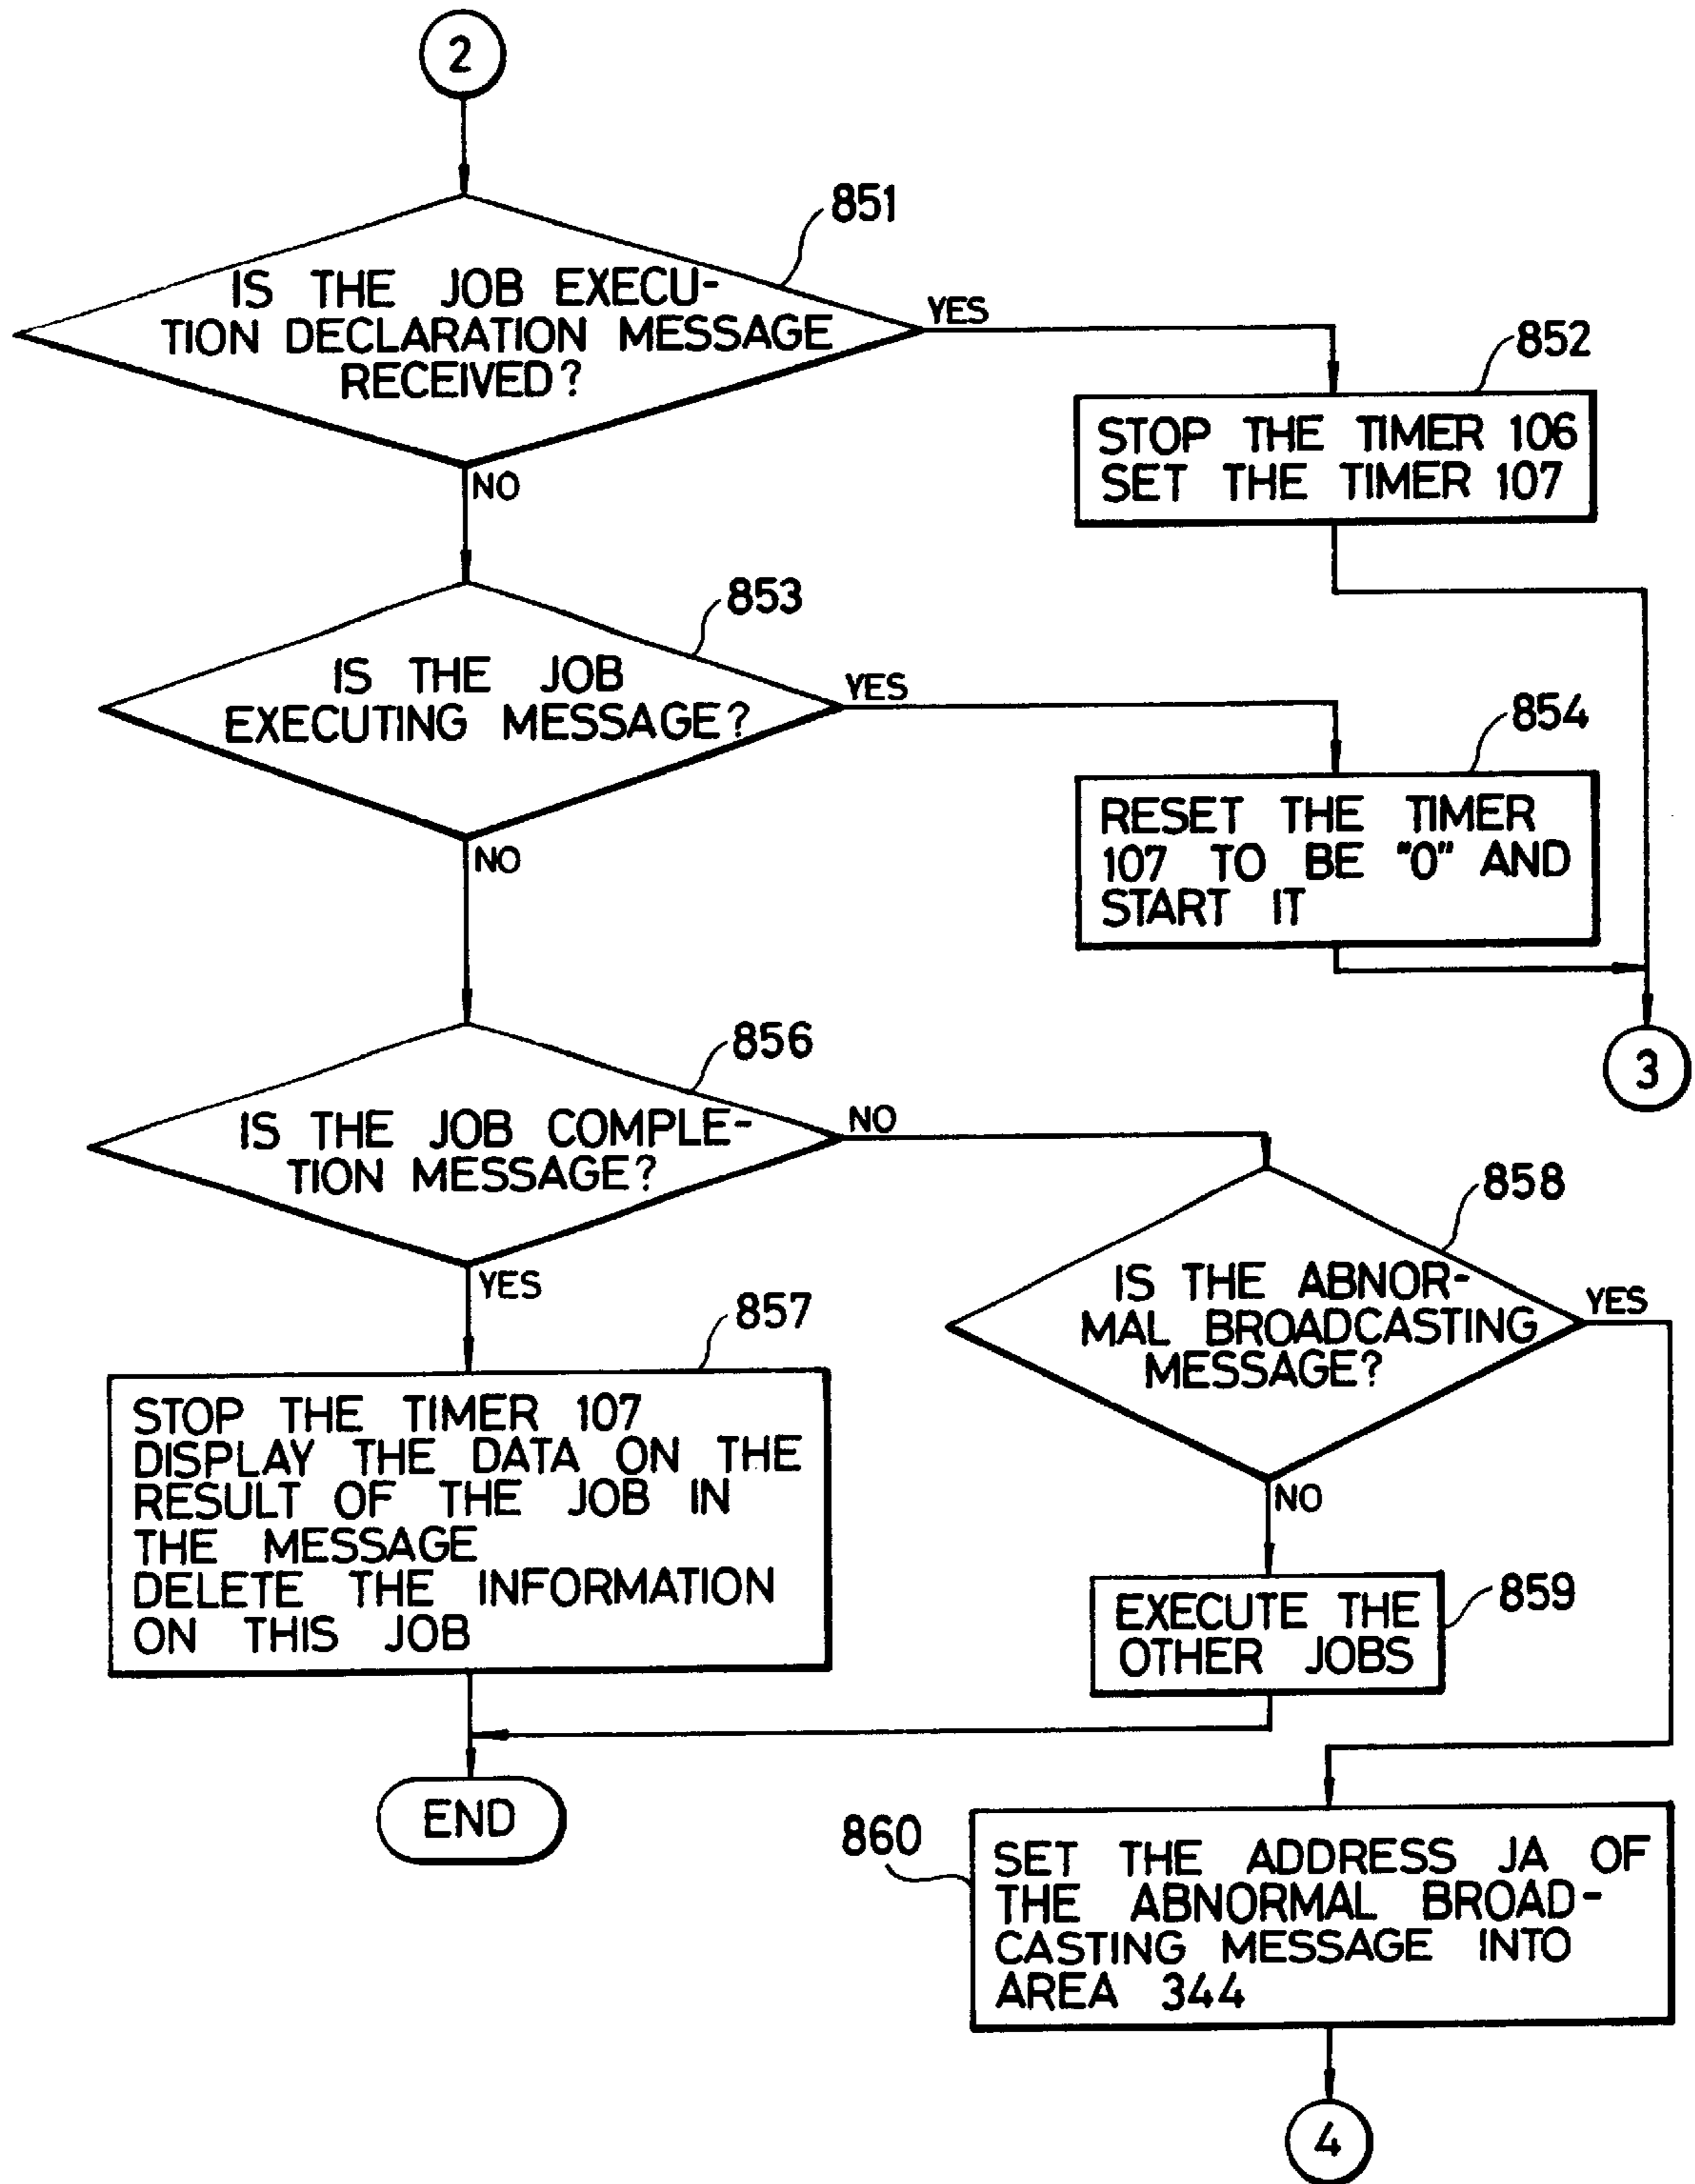 2
851
IS THE JOB EXECU-
TION DECLARATION MESSAGE
RECEIVED?
YES
NO
852
STOP THE TIMER 106
SET THE TIMER 107
853
IS THE JOB
EXECUTING MESSAGE?
YES
NO
854
RESET THE TIMER
107 TO BE "0" AND
START IT
3
856
IS THE JOB COMPLE-
TION MESSAGE?
NO
YES
857
STOP THE TIMER 107
DISPLAY THE DATA ON THE
RESULT OF THE JOB IN
THE MESSAGE
DELETE THE INFORMATION
ON THIS JOB
858
IS THE ABNOR-
MAL BROADCASTING
MESSAGE?
YES
NO
859
EXECUTE THE
OTHER JOBS
END
860
SET THE ADDRESS JA OF
THE ABNORMAL BROAD-
CASTING MESSAGE INTO
AREA 344
4